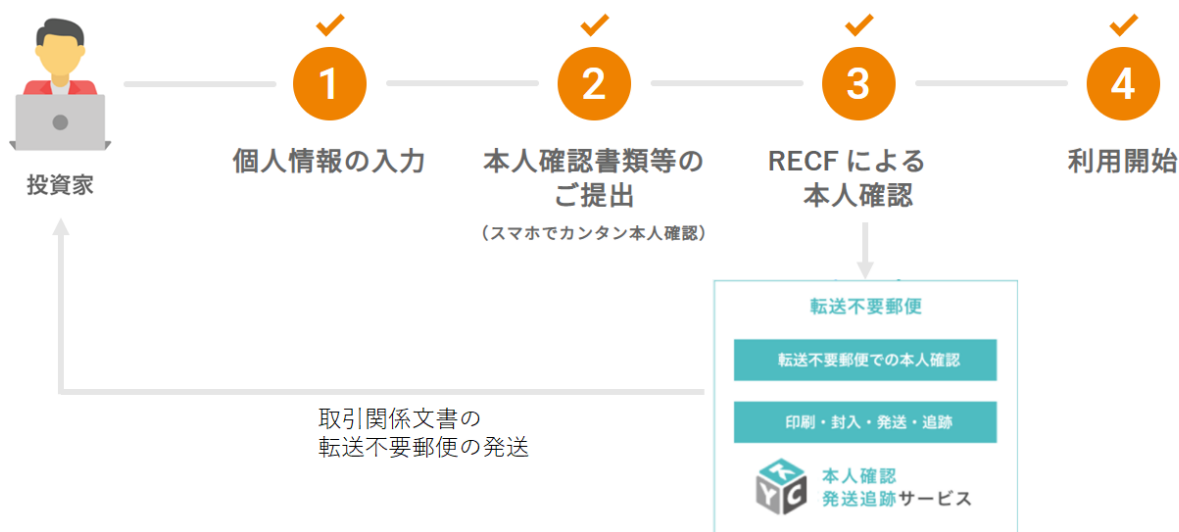 1
2
3
4
個人情報の入力
本人確認書類等の
ご提出
(スマホでカンタン本人確認)
RECF による
本人確認
利用開始
投資家
転送不要郵便
転送不要郵便での本人確認
印刷・封入・発送・追跡
KYC
本人確認
発送追跡サービス
取引関係文書の
転送不要郵便の発送